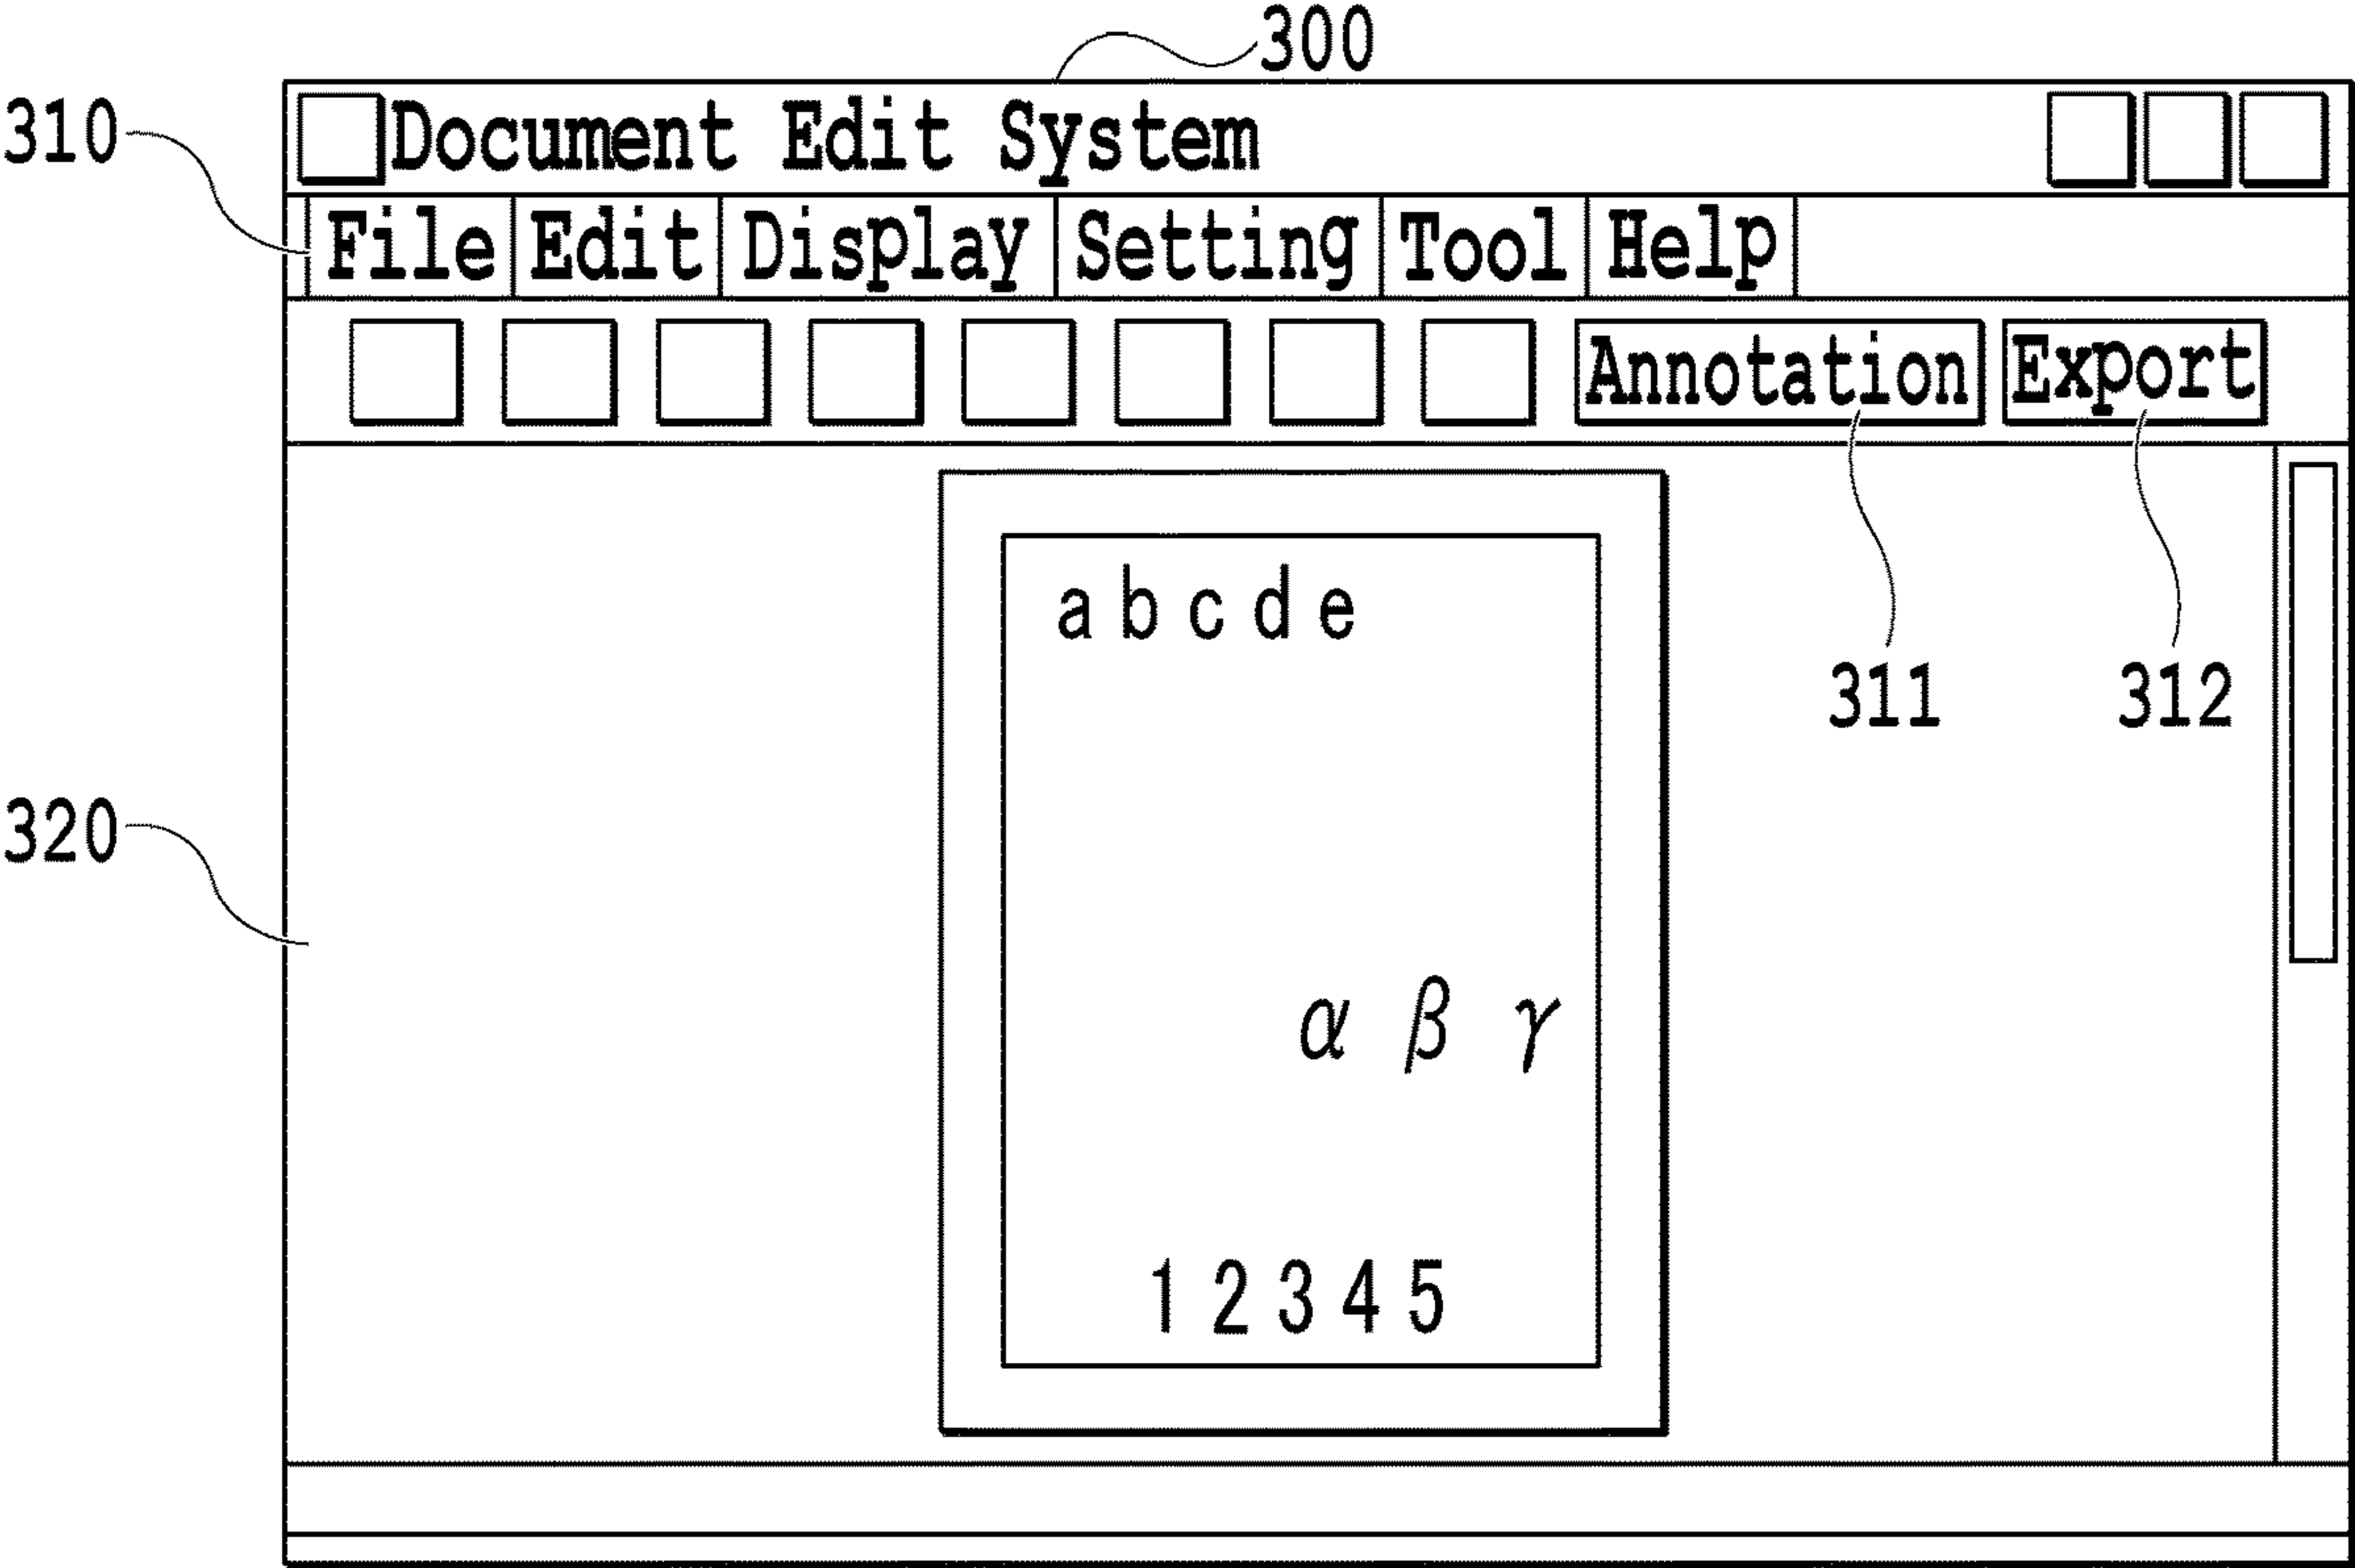 300
310
Document Edit System
File Edit Display Setting Tool Help
Annotation Export
a b c d e
311 312
320
α β γ
1 2 3 4 5